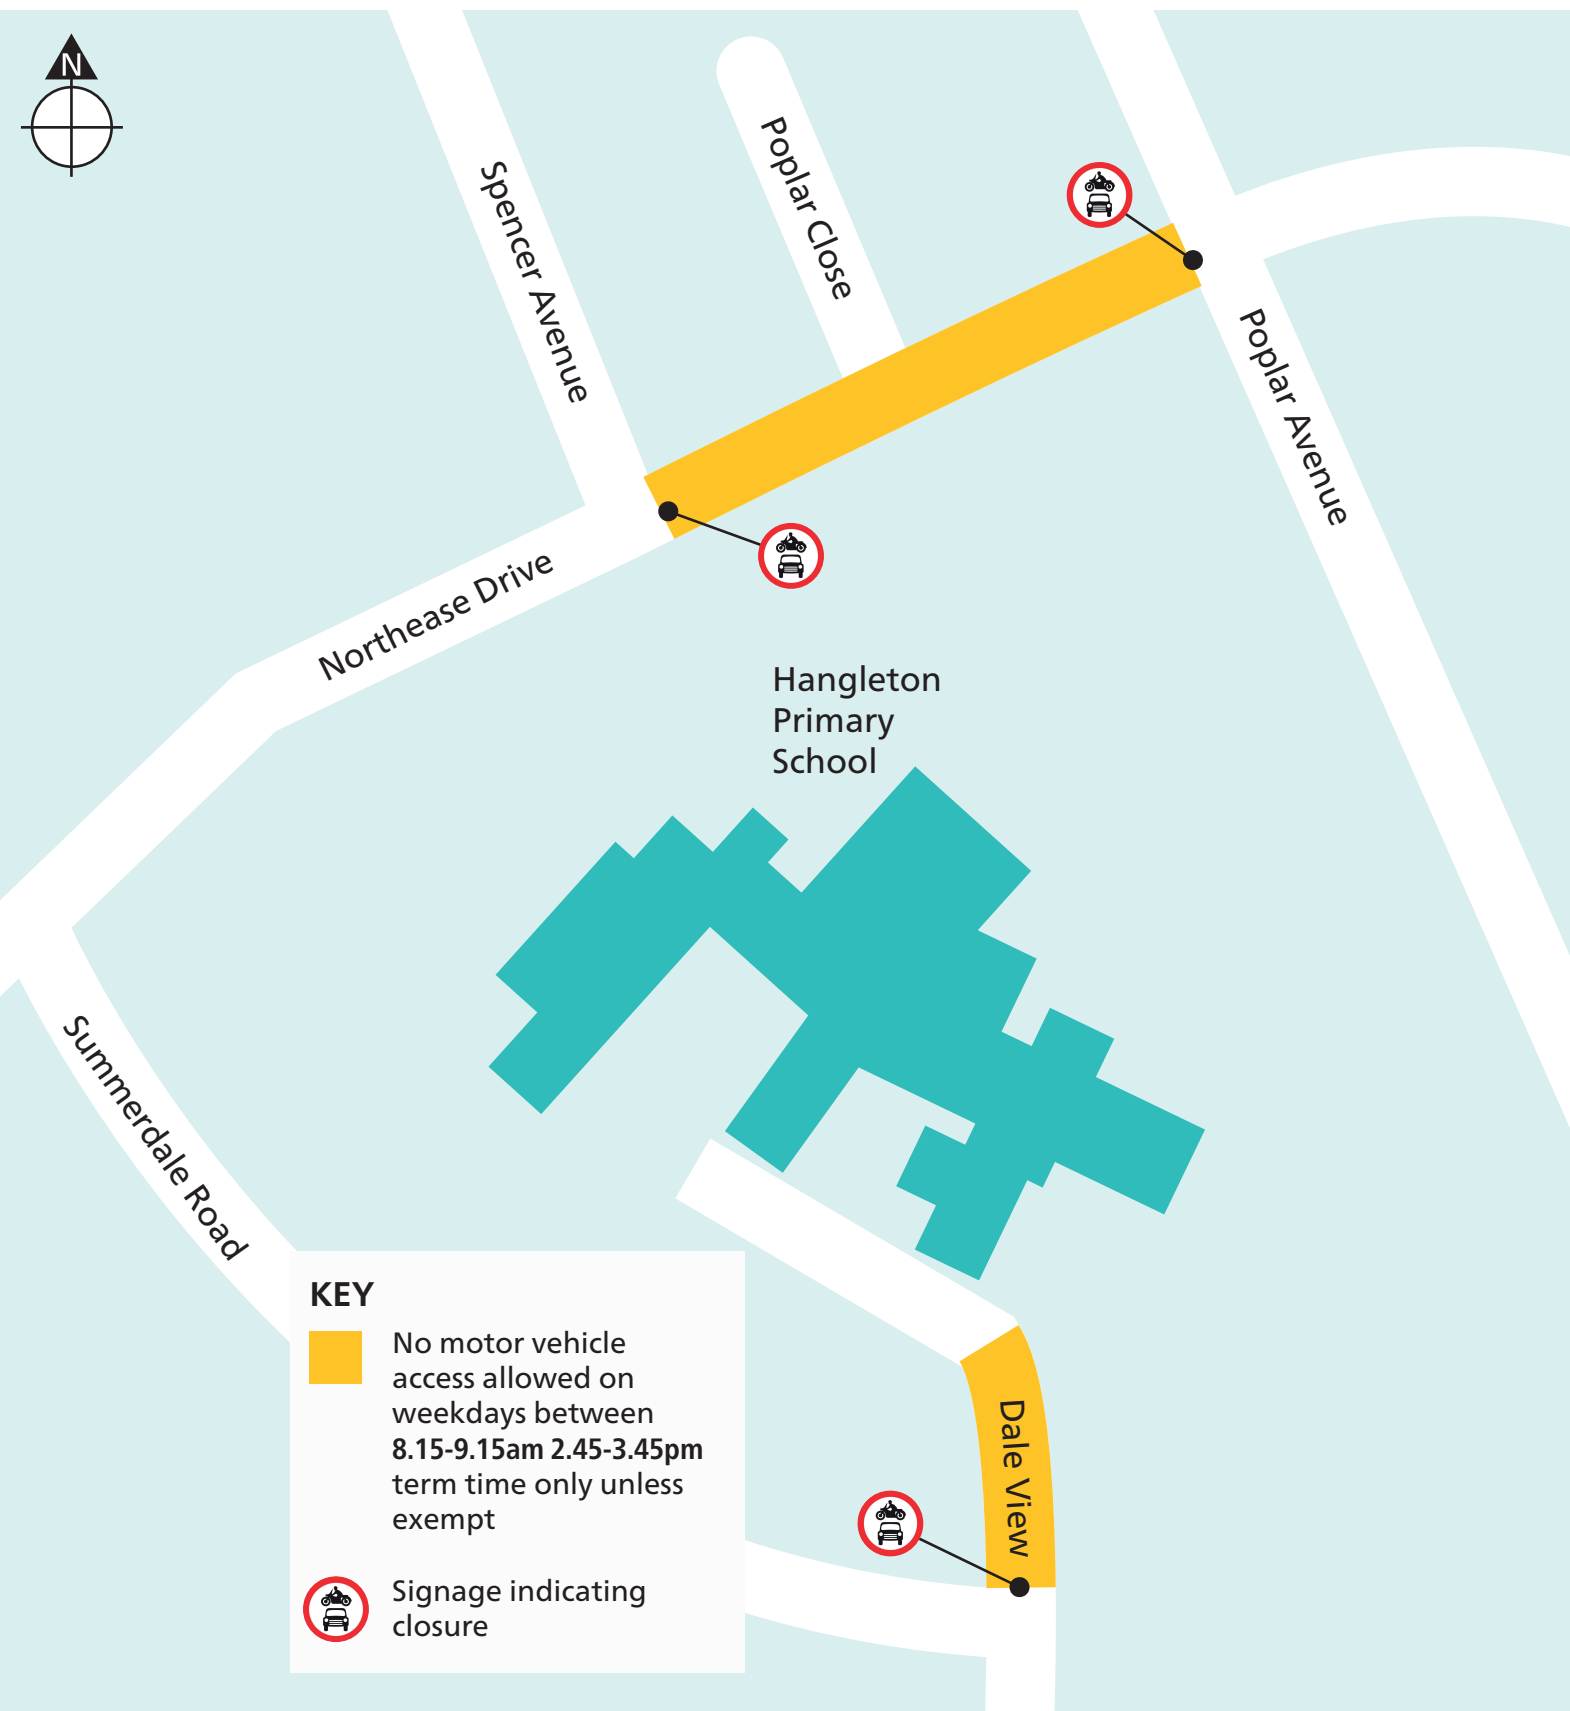 N
Spencer Avenue
Poplar Close
Poplar Avenue
Northease Drive
Hangleton
Primary
School
Summerdale Road
Dale View
KEY
No motor vehicle
access allowed on
weekdays between
8.15-9.15am 2.45-3.45pm
term time only unless
exempt
Signage indicating
closure